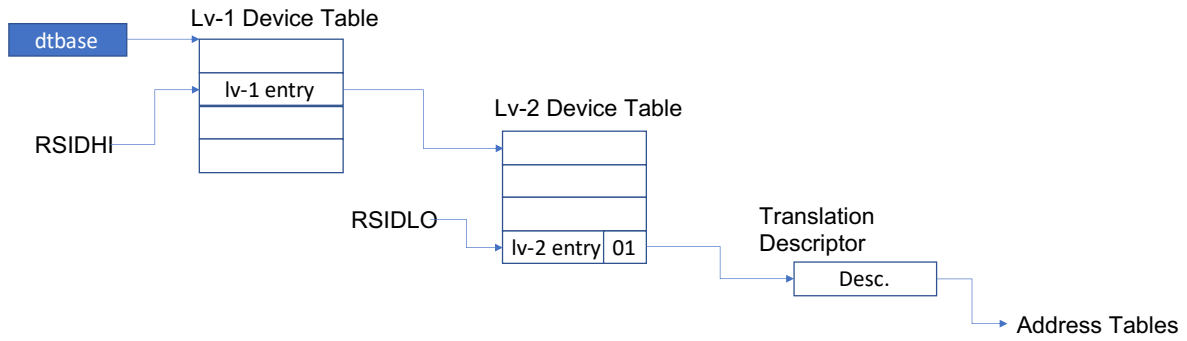 Lv-1 Device Table
dtbase
lv-1 entry
Lv-2 Device Table
RSIDHI
RSIDLO
Translation
Descriptor
lv-2 entry 01
Desc.
Address Tables